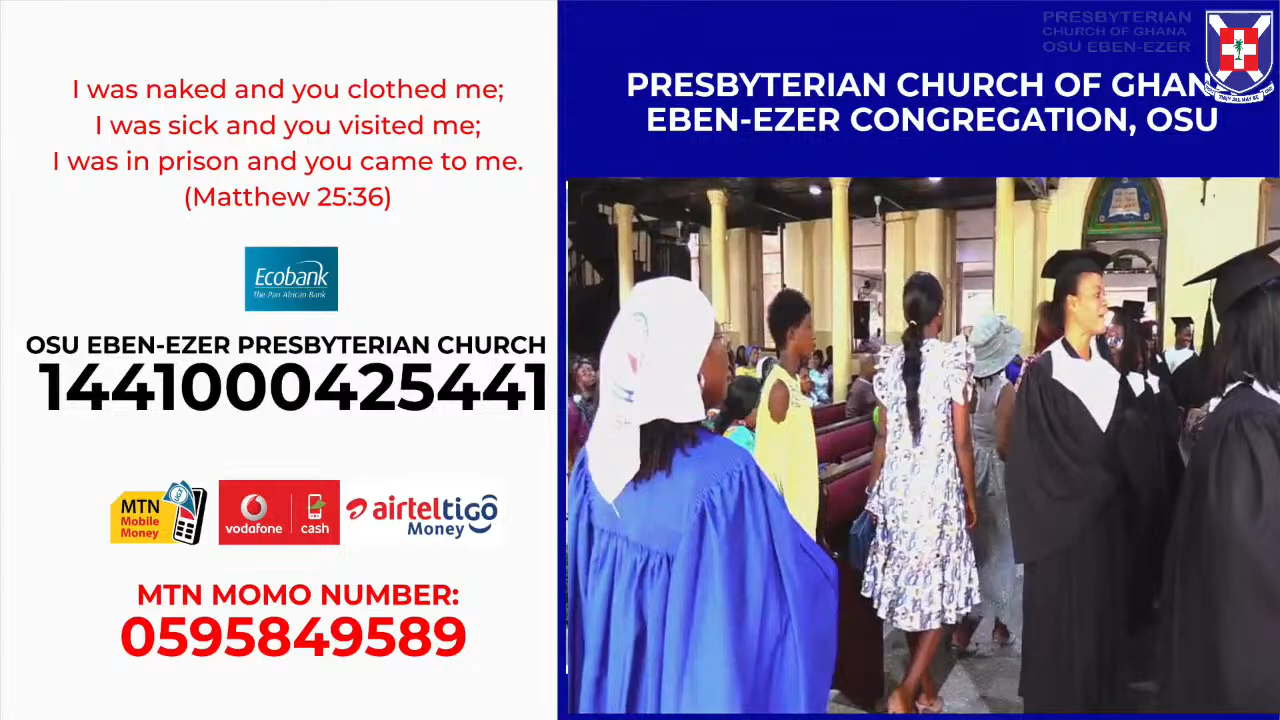 I was naked and you clothed me;
I was sick and you visited me;
I was in prison and you came to me.
(Matthew 25:36)
Ecobank
The Pan African Bank
OSU EBEN-EZER PRESBYTERIAN CHURCH
1441000425441
MTN
Mobile
Money
vodafone
cash
airteltigo
Money
MTN MOMO NUMBER:
0595849589
PRESBYTERIAN
CHURCH OF GHANA
OSU EBEN-EZER
PRESBYTERIAN CHURCH OF GHAN
EBEN-EZER CONGREGATION, OSU